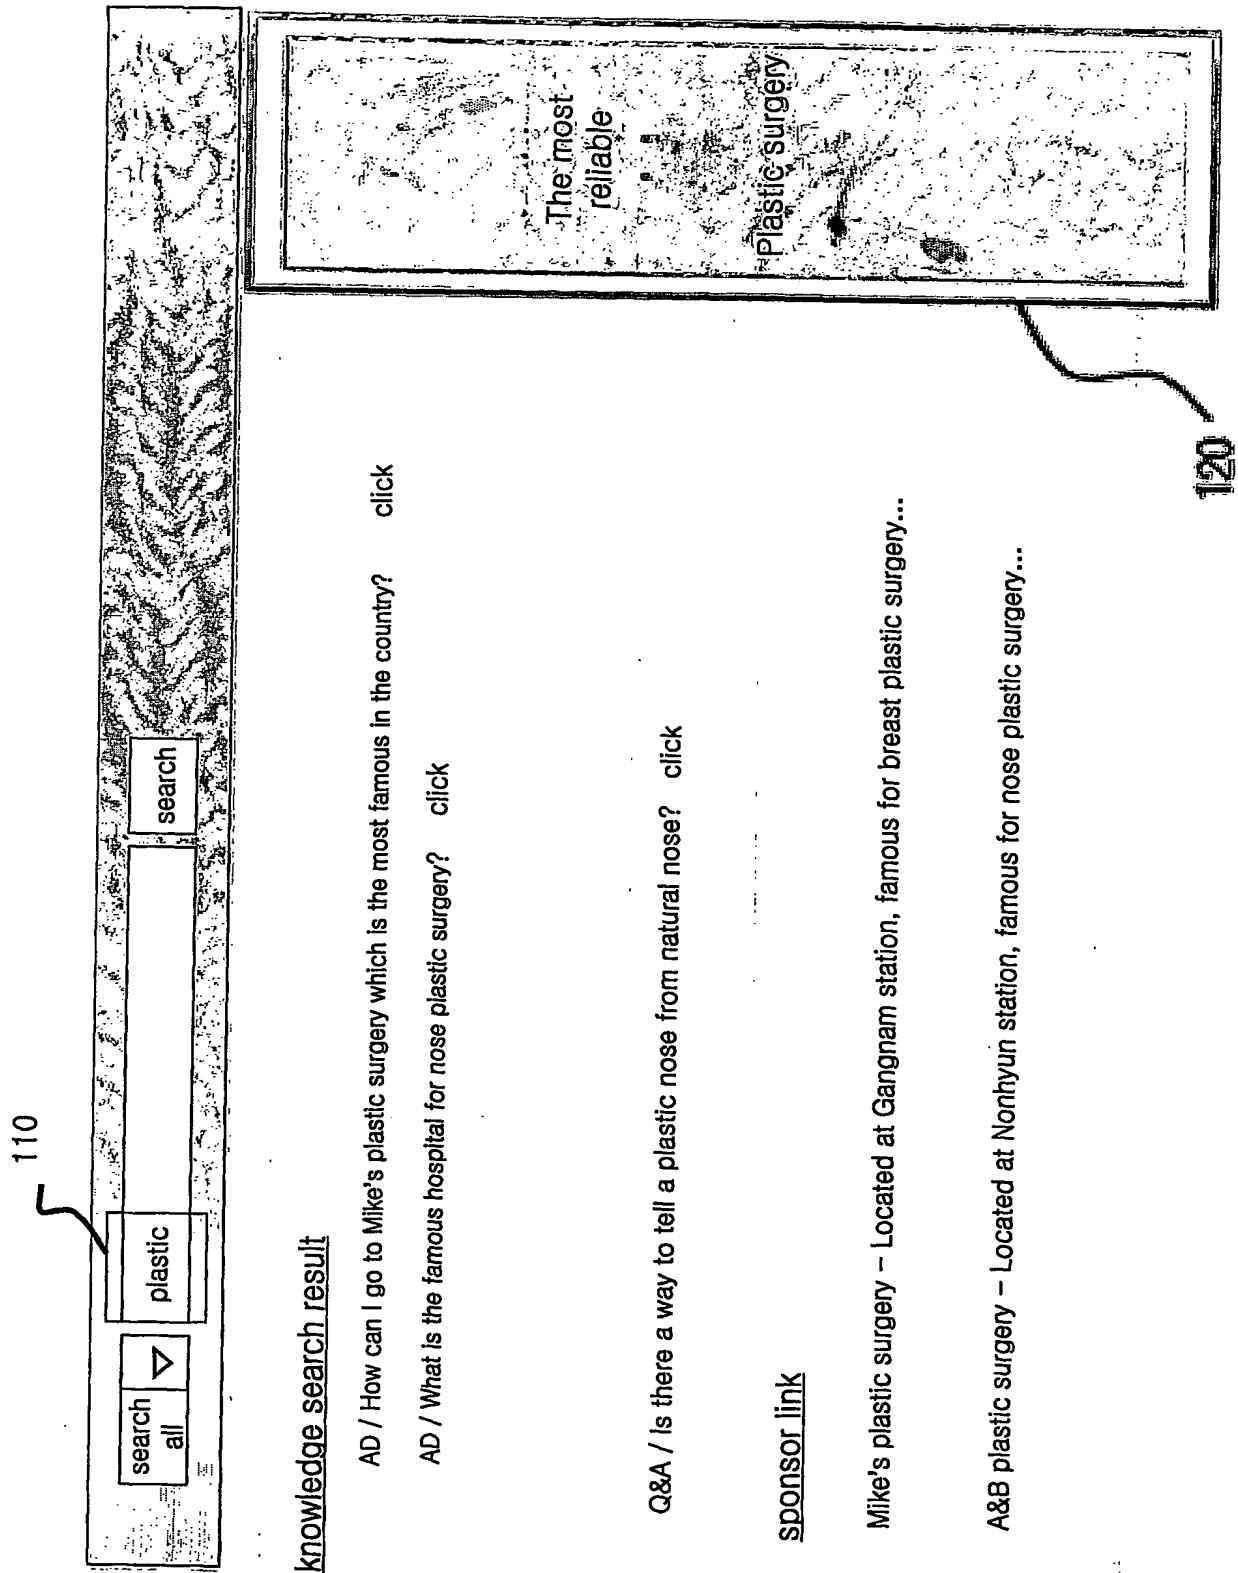 110
search
all
plastic
search
knowledge search result
AD / How can I go to Mike's plastic surgery which is the most famous in the country? click
AD / What is the famous hospital for nose plastic surgery? click
Q&A / Is there a way to tell a plastic nose from natural nose? click
sponsor link
Mike's plastic surgery – Located at Gangnam station, famous for breast plastic surgery...
A&B plastic surgery – Located at Nonhyun station, famous for nose plastic surgery...
The most
reliable
Plastic surgery
120